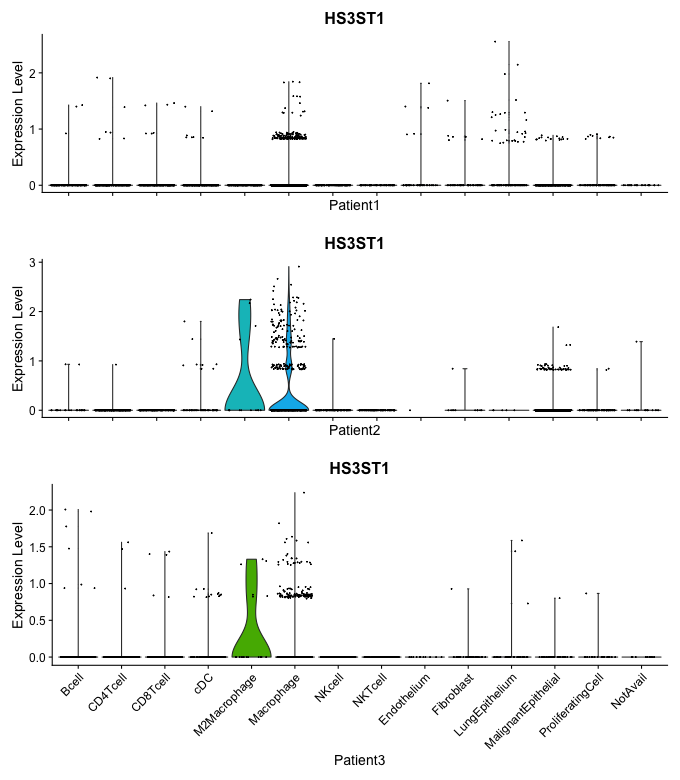 HS3ST1
Expression Level
2
1
0
Patient1
HS3ST1
Expression Level
3
2
1
0
Patient2
HS3ST1
Expression Level
2.0
1.5
1.0
0.5
0.0
Bcell
CD4Tcell
CD8Tcell
cDC
M2Macrophage
Macrophage
NKcell
NKTcell
Endothelium
Fibroblast
LungEpithelium
MalignantEpithelial
ProliferatingCell
NotAvail
Patient3